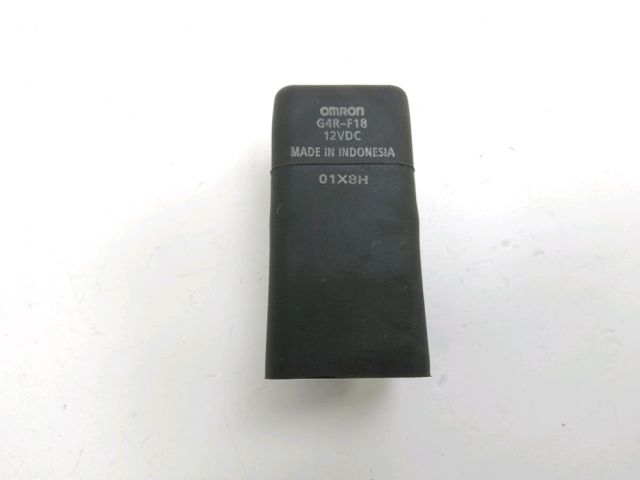 OMRON
G4R-F18
12VDC
MADE IN INDONESIA
01X8H